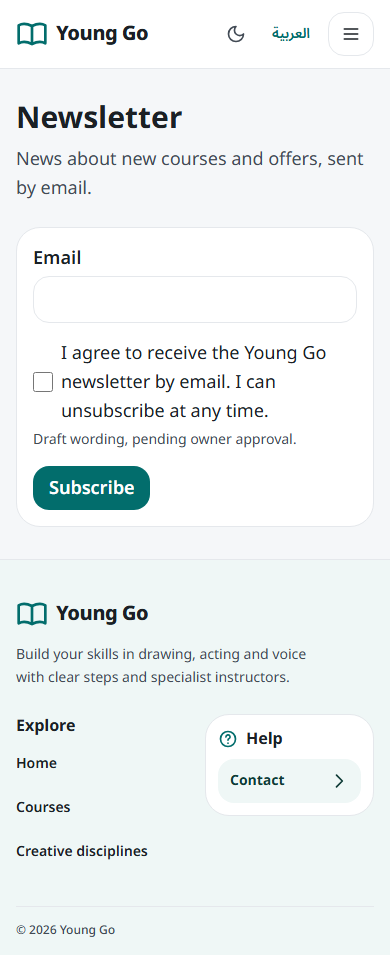 Young Go
العربية
Newsletter
News about new courses and offers, sent
by email.
Email
I agree to receive the Young Go
newsletter by email. I can
unsubscribe at any time.
Draft wording, pending owner approval.
Subscribe
Young Go
Build your skills in drawing, acting and voice
with clear steps and specialist instructors.
Explore
Home
Courses
Creative disciplines
Help
Contact
© 2026 Young Go